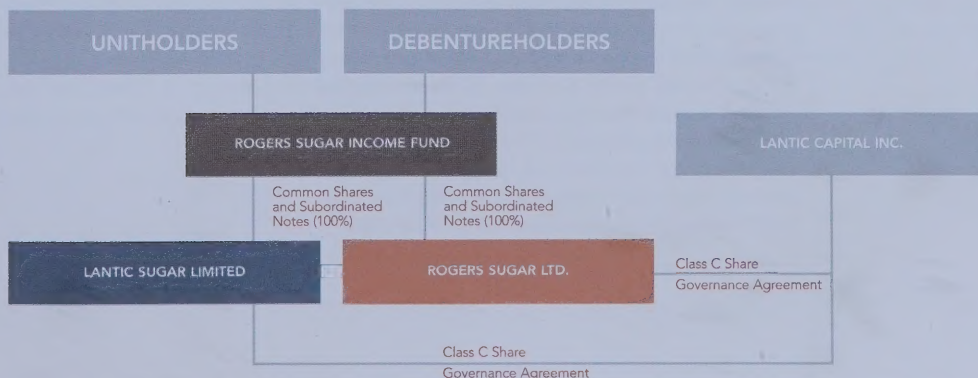 UNITHOLDERS
DEBENTUREHOLDERS
ROGERS SUGAR INCOME FUND
LANTIC CAPITAL INC.
Common Shares
and Subordinated
Notes (100%)
Common Shares
and Subordinated
Notes (100%)
LANTIC SUGAR LIMITED
ROGERS SUGAR LTD.
Class C Share
Governance Agreement
Class C Share
Governance Agreement